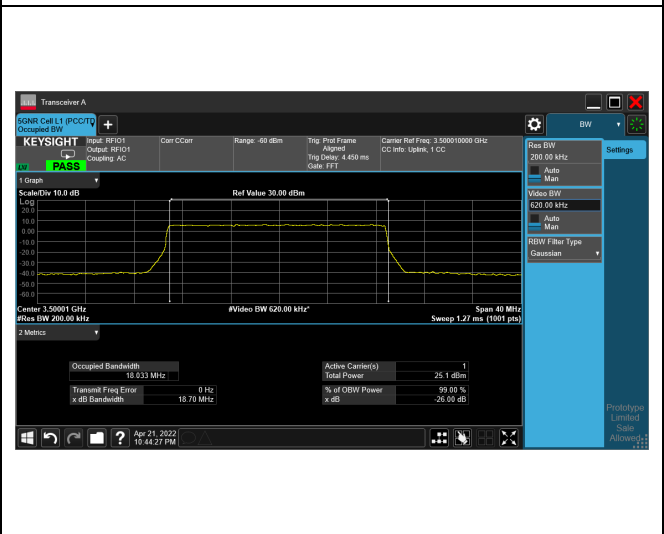 Transceiver A
5GNR Cell L1 (PCC/TD
Occupied BW
+
BW
KEYSIGHT
Input: RFIO1
Output: RFIO1
Coupling: AC
Corr CCorr
Range: -60 dBm
Trig: Prot Frame
Aligned
Trig Delay: 4.450 ms
Gate: FFT
Carrier Ref Freq: 3.500010000 GHz
CC Info: Uplink, 1 CC
PASS
Res BW
200.00 kHz
Auto
Man
Video BW
620.00 kHz
Auto
Man
RBW Filter Type
Gaussian
Settings
1 Graph
Scale/Div 10.0 dB
Ref Value 30.00 dBm
Log
20.0
10.0
0.00
-10.0
-20.0
-30.0
-40.0
-50.0
-60.0
Center 3.50001 GHz
#Video BW 620.00 kHz*
Span 40 MHz
#Res BW 200.00 kHz
Sweep 1.27 ms (1001 pts)
2 Metrics
Occupied Bandwidth
18.033 MHz
Transmit Freq Error 0 Hz
x dB Bandwidth 18.70 MHz
Active Carrier(s) 1
Total Power 25.1 dBm
% of OBW Power 99.00 %
x dB -26.00 dB
Prototype
Limited
Sale
Allowed
?
Apr 21, 2022
10:44:27 PM